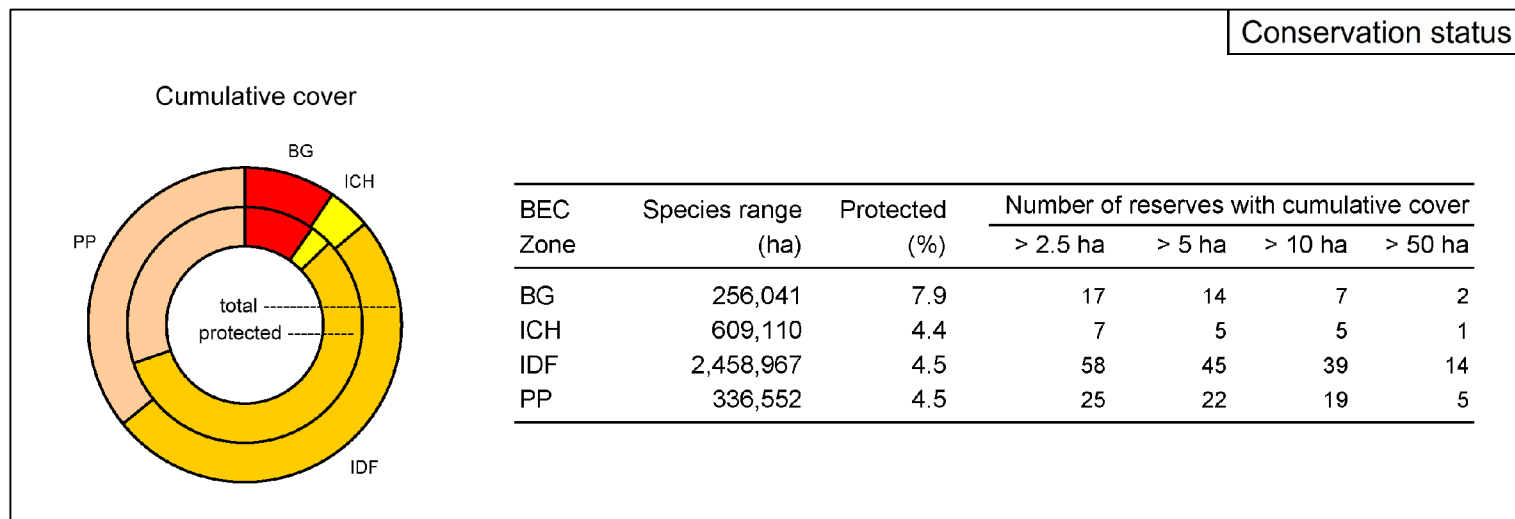 Conservation status
Cumulative cover
BG
ICH
PP
total
protected
IDF
BEC Species range Protected Number of reserves with cumulative cover
Zone (ha) (%) > 2.5 ha > 5 ha > 10 ha > 50 ha
BG 256,041 7.9 17 14 7 2
ICH 609,110 4.4 7 5 5 1
IDF 2,458,967 4.5 58 45 39 14
PP 336,552 4.5 25 22 19 5